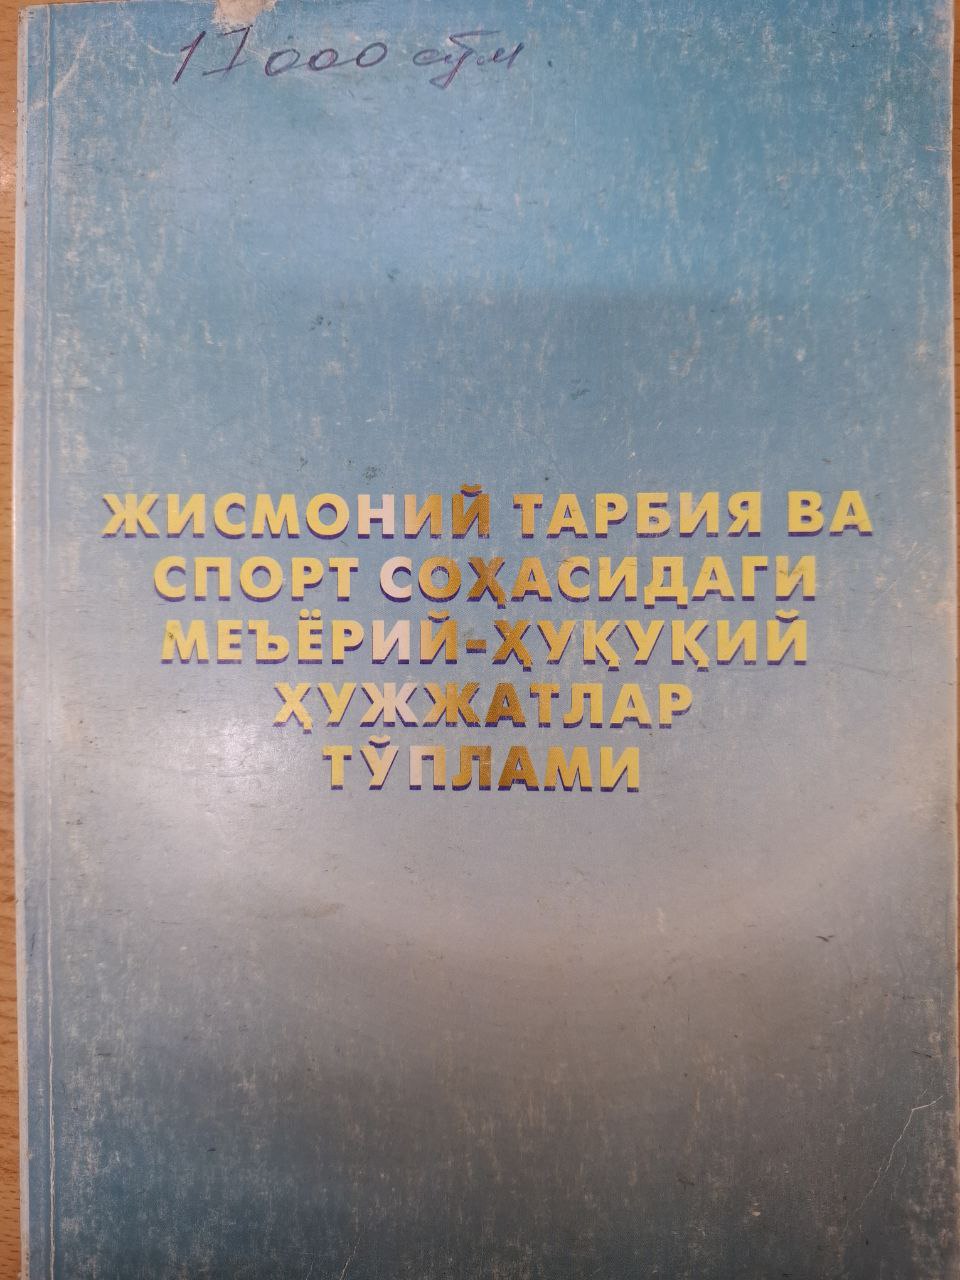 17000 сўм.
ЖИСМОНИЙ ТАРБИЯ ВА
СПОРТ СОҲАСИДАГИ
МЕЪЁРИЙ-ҲУҚУҚИЙ
ҲУЖЖАТЛАР
ТЎПЛАМИ